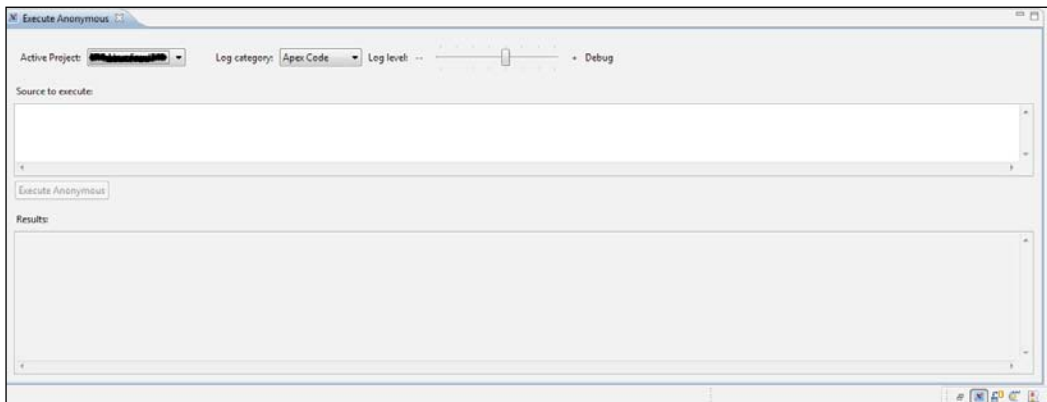 Execute Anonymous
Active Project: Log category: Apex Code Log level: -- + Debug
Source to execute:
Execute Anonymous
Results: